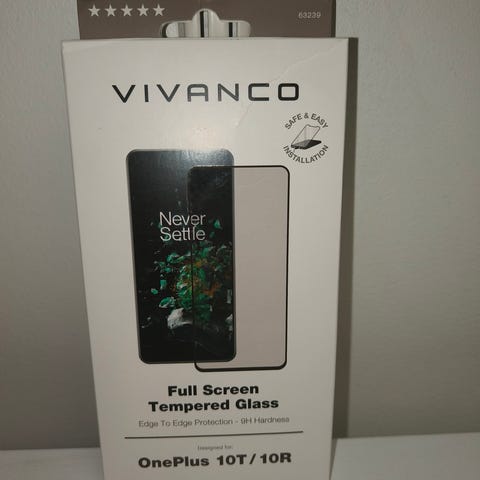 63239
VIVANCO
SAFE & EASY
INSTALLATION
Never
Settle
Full Screen
Tempered Glass
Edge To Edge Protection - 9H Hardness
Designed for:
OnePlus 10T/10R